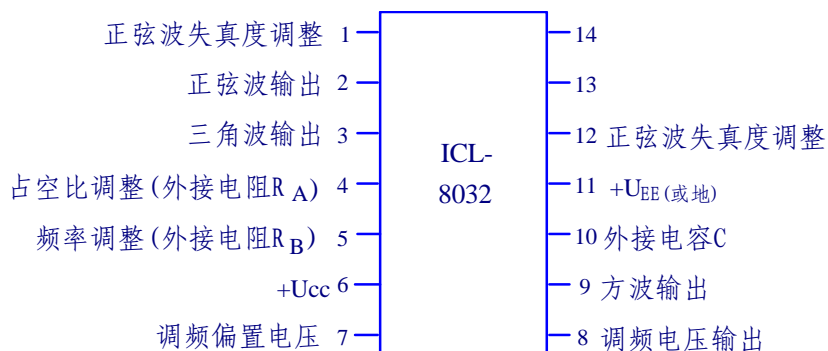 正弦波失真度调整 1
14
正弦波输出 2
13
三角波输出 3
12 正弦波失真度调整
ICL-
8032
占空比调整(外接电阻R A) 4
11 +UEE(或地)
频率调整(外接电阻RB) 5
10 外接电容C
+Ucc 6
9 方波输出
调频偏置电压 7
8 调频电压输出